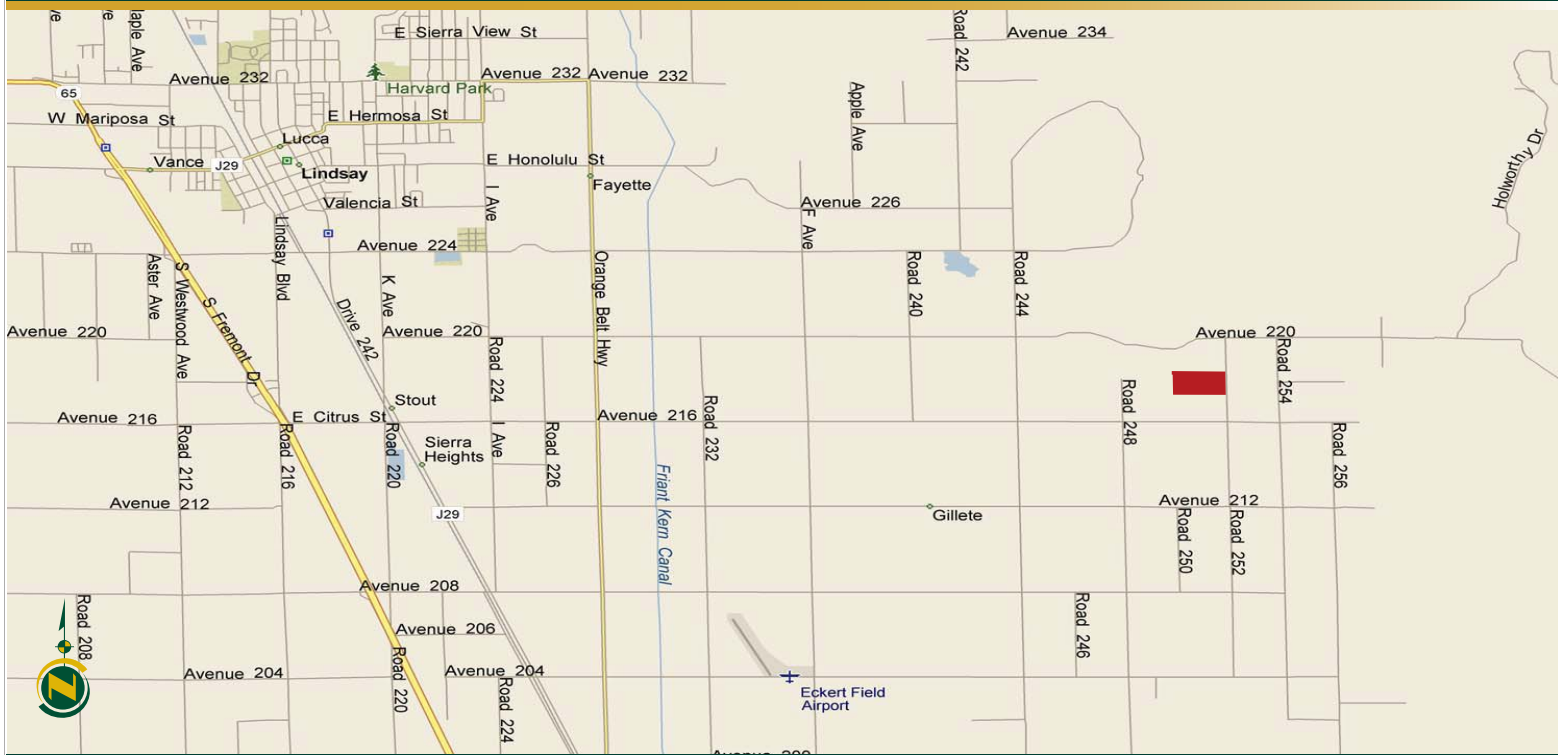 ve
ve
aple Ave
E Sierra View St
Road 242
Avenue 234
Avenue 232
Avenue 232
Avenue 232
65
Harvard Park
Apple Ave
W Mariposa St
E Hermosa St
Lucca
Holworthy Dr
Vance
J29
E Honolulu St
Lindsay
Fayette
I Ave
Valencia St
Avenue 226
F Ave
Lindsay Blvd
Avenue 224
Aster Ave
S Westwood Ave
K Ave
Orange Belt Hwy
Road 240
Road 244
S Fremont Dr
Drive 242
Avenue 220
Avenue 220
Avenue 220
Road 224
Road 254
Road 248
Stout
Avenue 216
E Citrus St
Avenue 216
Road 232
Road 212
Road 216
Road 220
Sierra
Heights
I Ave
Road 226
Road 256
Friant Kern Canal
Avenue 212
J29
Gillete
Avenue 212
Road 250
Road 252
Avenue 208
Road 208
Avenue 206
Road 246
Avenue 204
Road 220
Avenue 204
Road 224
Eckert Field
Airport
N